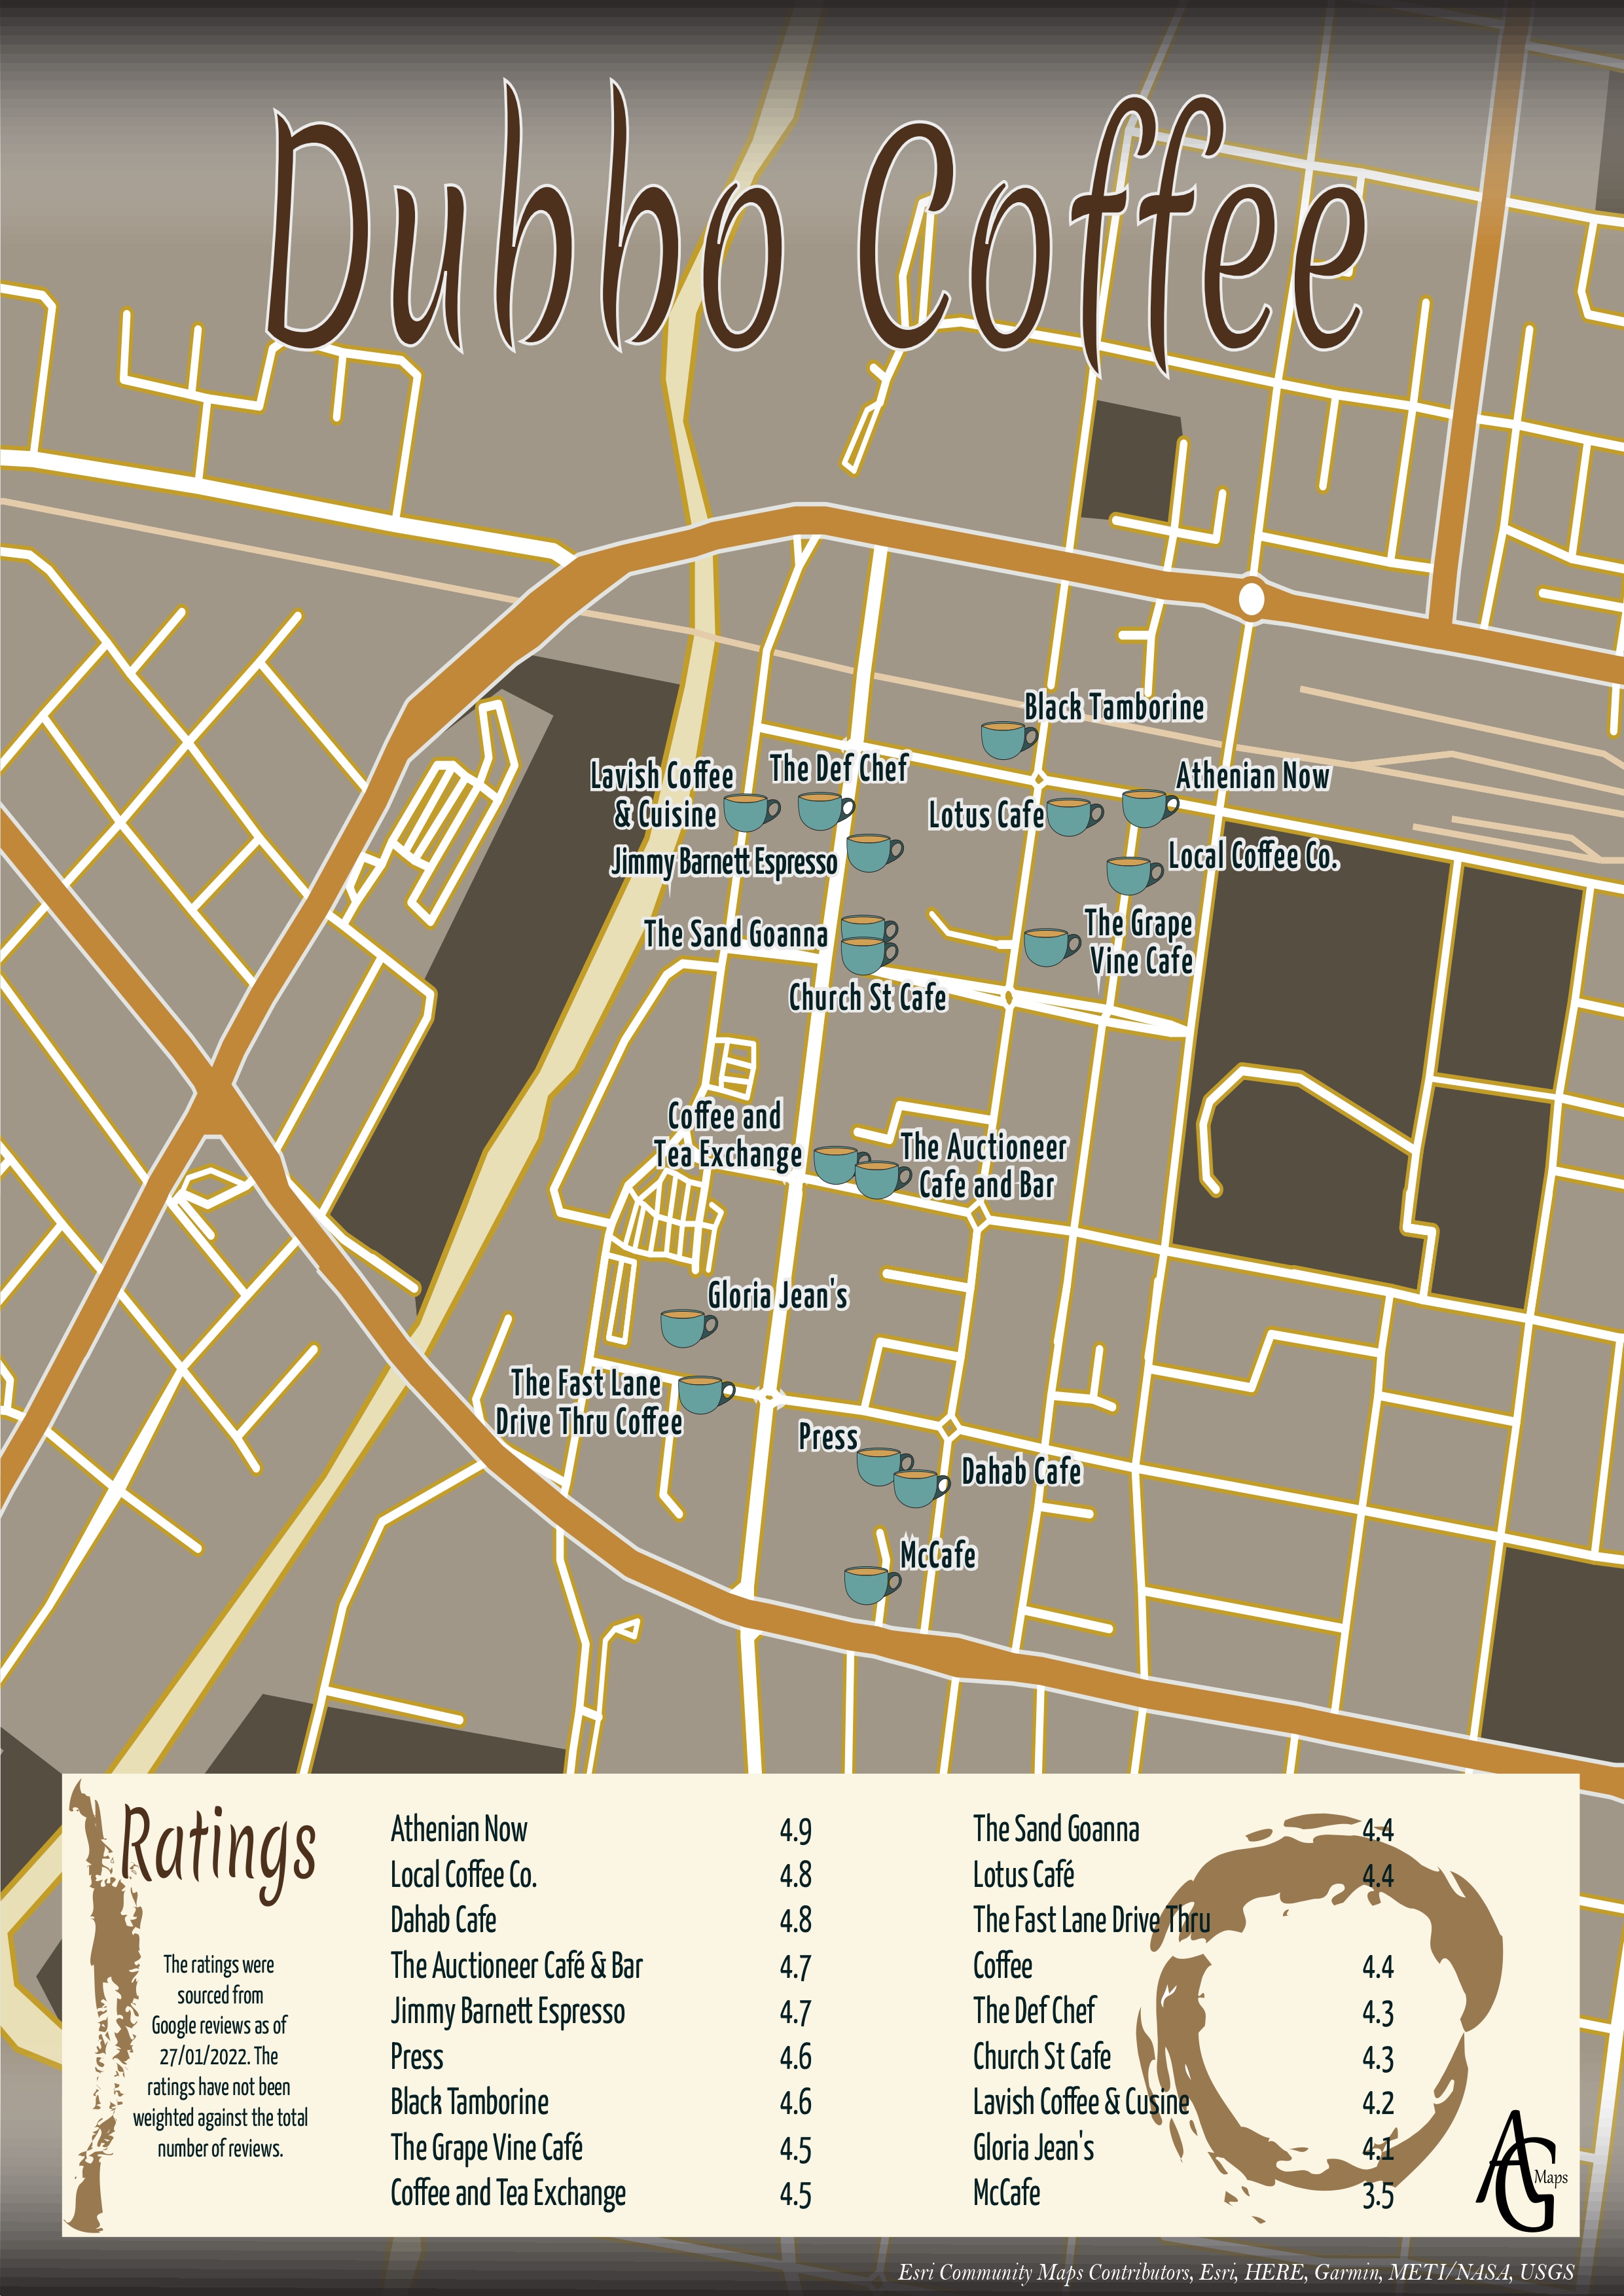 Dubbo Coffee
Black Tamborine
Lavish Coffee
& Cuisine
The Def Chef
Athenian Now
Lotus Cafe
Jimmy Barnett Espresso
Local Coffee Co.
The Sand Goanna
The Grape
Vine Cafe
Church St Cafe
Coffee and
Tea Exchange
The Auctioneer
Cafe and Bar
Gloria Jean's
The Fast Lane
Drive Thru Coffee
Press
Dahab Cafe
McCafe
Ratings
The ratings were
sourced from
Google reviews as of
27/01/2022. The
ratings have not been
weighted against the total
number of reviews.
Athenian Now 4.9
Local Coffee Co. 4.8
Dahab Cafe 4.8
The Auctioneer Café & Bar 4.7
Jimmy Barnett Espresso 4.7
Press 4.6
Black Tamborine 4.6
The Grape Vine Café 4.5
Coffee and Tea Exchange 4.5
The Sand Goanna 4.4
Lotus Café 4.4
The Fast Lane Drive Thru
Coffee 4.4
The Def Chef 4.3
Church St Cafe 4.3
Lavish Coffee & Cusine 4.2
Gloria Jean's 4.1
McCafe 3.5
AG Maps
Esri Community Maps Contributors, Esri, HERE, Garmin, METI/NASA, USGS